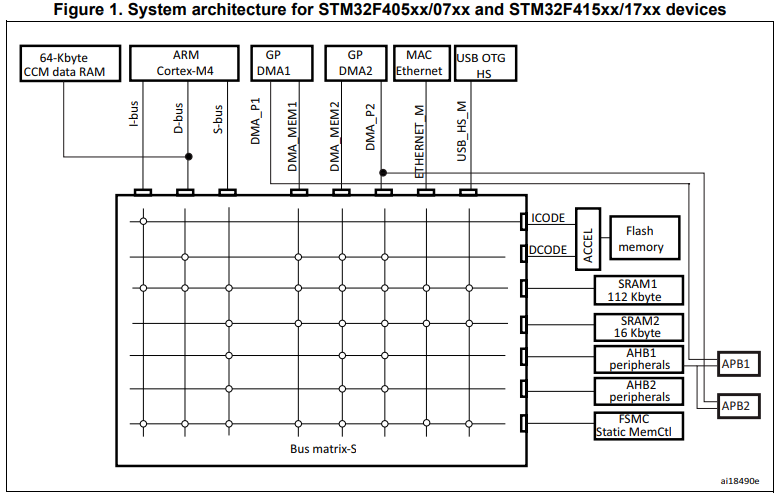 Figure 1. System architecture for STM32F405xx/07xx and STM32F415xx/17xx devices
64-Kbyte
CCM data RAM
ARM
Cortex-M4
GP
DMA1
GP
DMA2
MAC
Ethernet
USB OTG
HS
I-bus
D-bus
S-bus
DMA_P1
DMA_MEM1
DMA_MEM2
DMA_P2
ETHERNET_M
USB_HS_M
ICODE
DCODE
ACCEL
Flash
memory
SRAM1
112 Kbyte
SRAM2
16 Kbyte
AHB1
peripherals
AHB2
peripherals
FSMC
Static MemCtl
APB1
APB2
Bus matrix-S
ai18490e